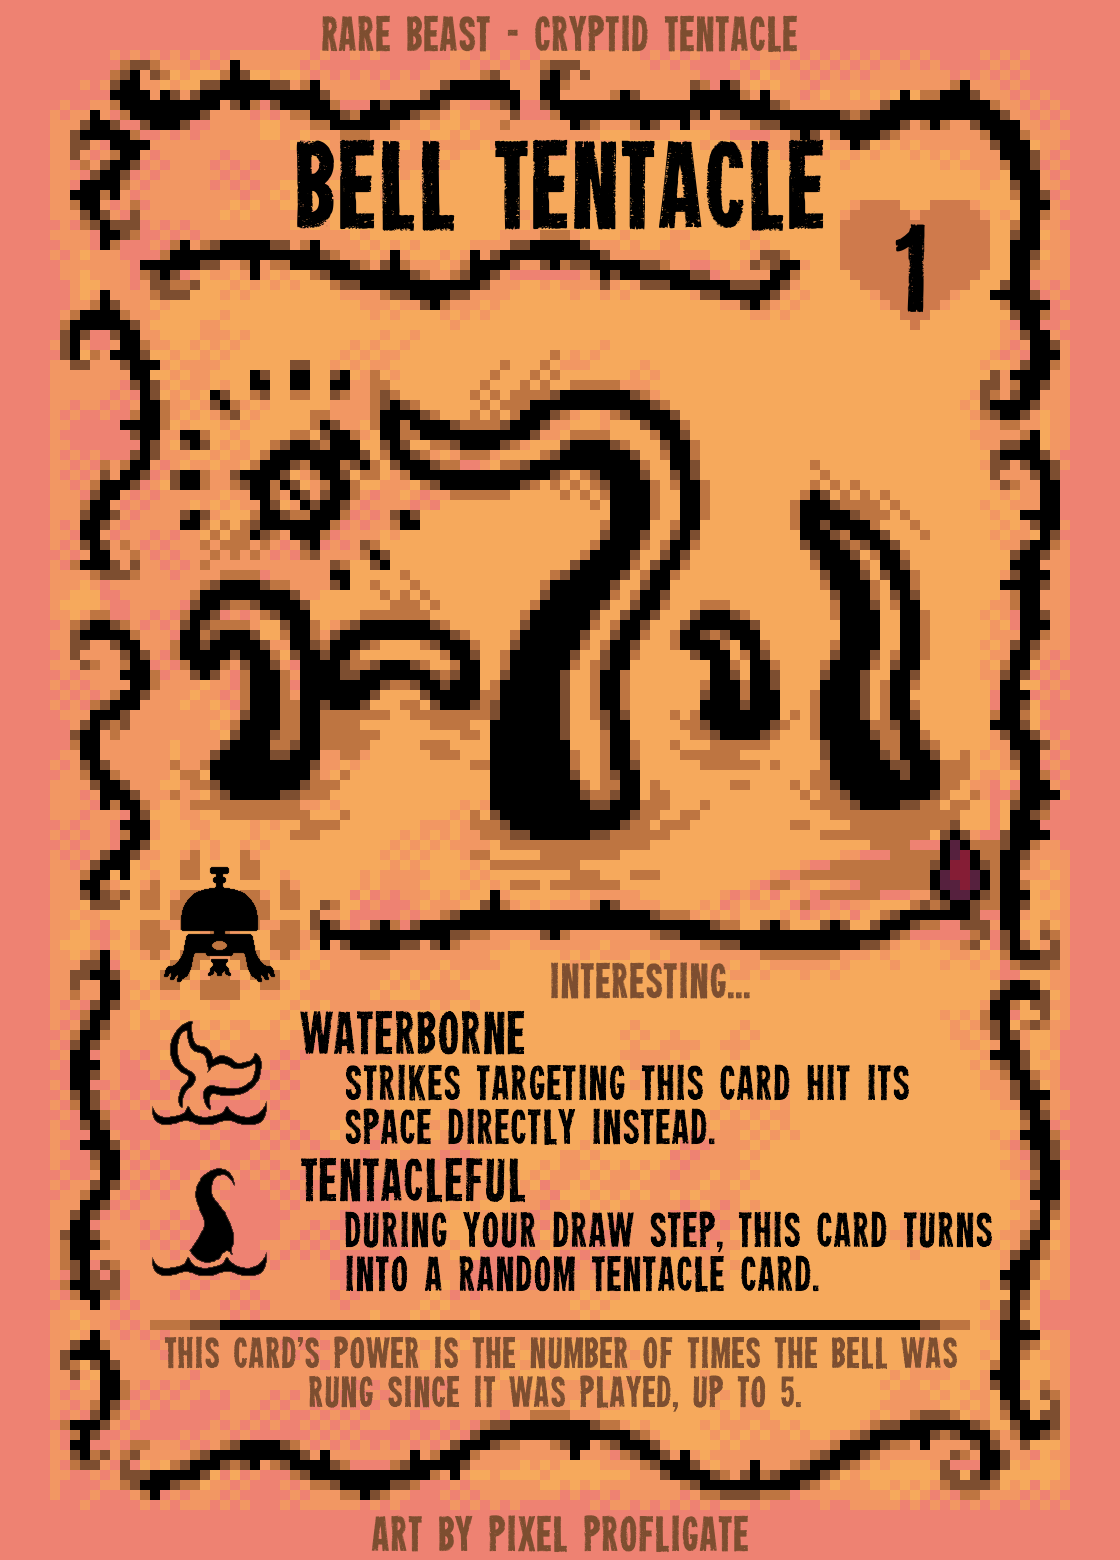 RARE BEAST - CRYPTID TENTACLE
BELL TENTACLE
1
INTERESTING...
WATERBORNE
STRIKES TARGETING THIS CARD HIT ITS
SPACE DIRECTLY INSTEAD.
TENTACLEFUL
DURING YOUR DRAW STEP, THIS CARD TURNS
INTO A RANDOM TENTACLE CARD.
THIS CARD'S POWER IS THE NUMBER OF TIMES THE BELL WAS
RUNG SINCE IT WAS PLAYED, UP TO 5.
ART BY PIXEL PROFLIGATE